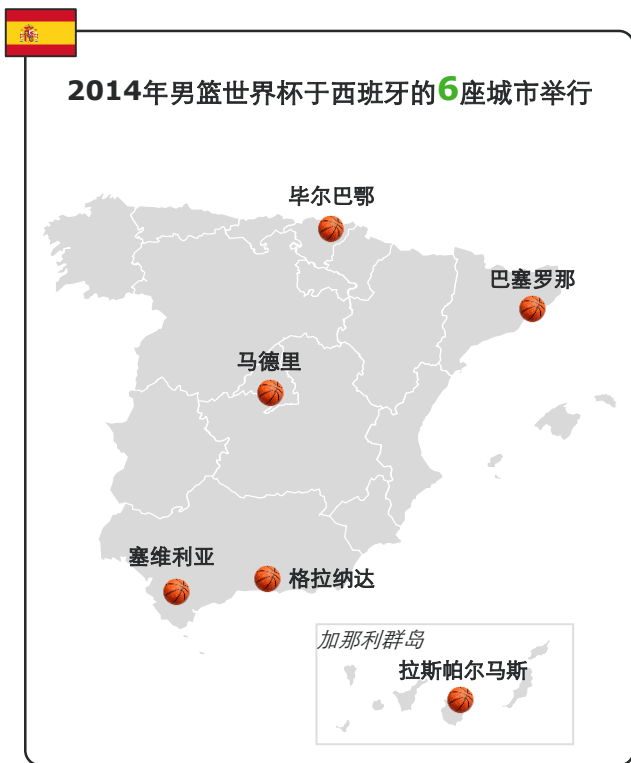 2014年男篮世界杯于西班牙的6座城市举行
毕尔巴鄂
巴塞罗那
马德里
塞维利亚
格拉纳达
加那利群岛
拉斯帕尔马斯